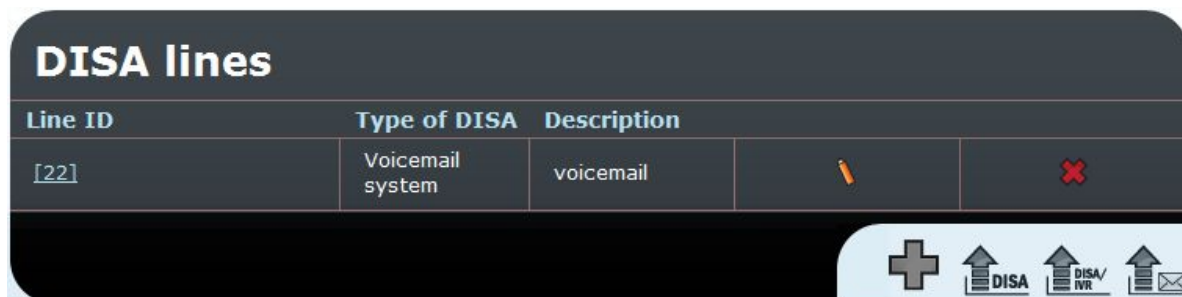 DISA lines
Line ID Type of DISA Description
[22] Voicemail system voicemail
DISA DISA/ IVR